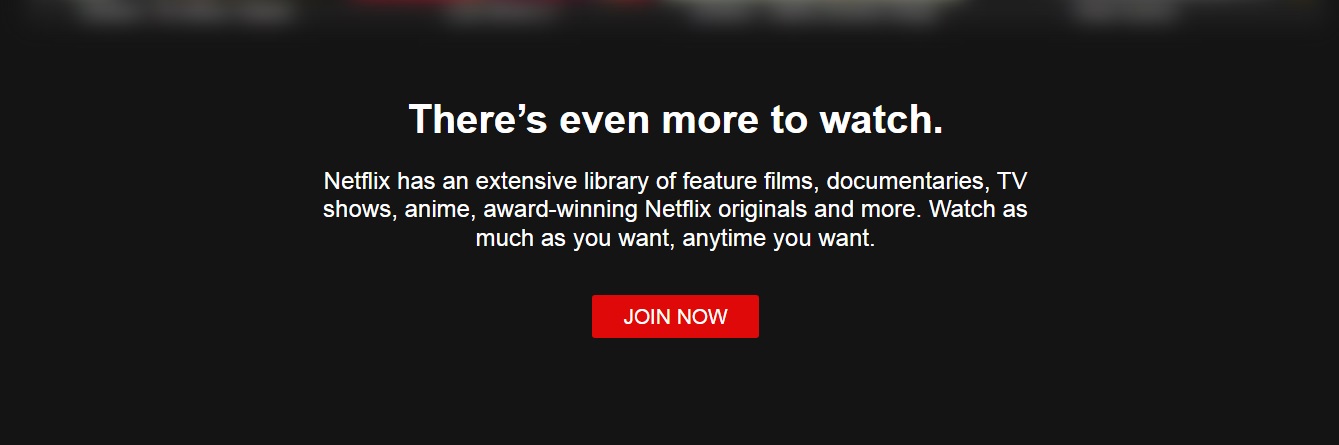 There’s even more to watch.
Netflix has an extensive library of feature films, documentaries, TV
shows, anime, award-winning Netflix originals and more. Watch as
much as you want, anytime you want.
JOIN NOW